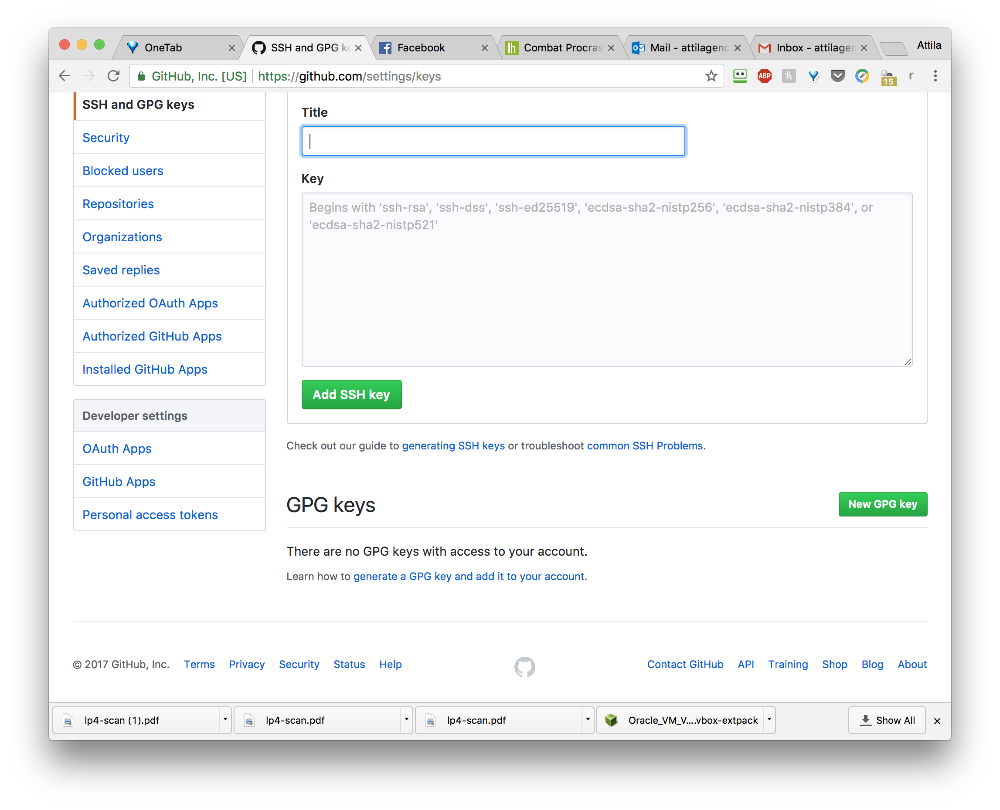 OneTab
SSH and GPG ke
Facebook
Combat Procras
Mail - attilagenc
Inbox - attilagen
Attila
GitHub, Inc. [US]
https://github.com/settings/keys
ABP
15
r
SSH and GPG keys
Security
Blocked users
Repositories
Organizations
Saved replies
Authorized OAuth Apps
Authorized GitHub Apps
Installed GitHub Apps
Developer settings
OAuth Apps
GitHub Apps
Personal access tokens
Title
Key
Begins with 'ssh-rsa', 'ssh-dss', 'ssh-ed25519', 'ecdsa-sha2-nistp256', 'ecdsa-sha2-nistp384', or
'ecdsa-sha2-nistp521'
Add SSH key
Check out our guide to generating SSH keys or troubleshoot common SSH Problems.
GPG keys
New GPG key
There are no GPG keys with access to your account.
Learn how to generate a GPG key and add it to your account.
© 2017 GitHub, Inc. Terms Privacy Security Status Help
Contact GitHub API Training Shop Blog About
lp4-scan (1).pdf
lp4-scan.pdf
lp4-scan.pdf
Oracle_VM_V....vbox-extpack
Show All